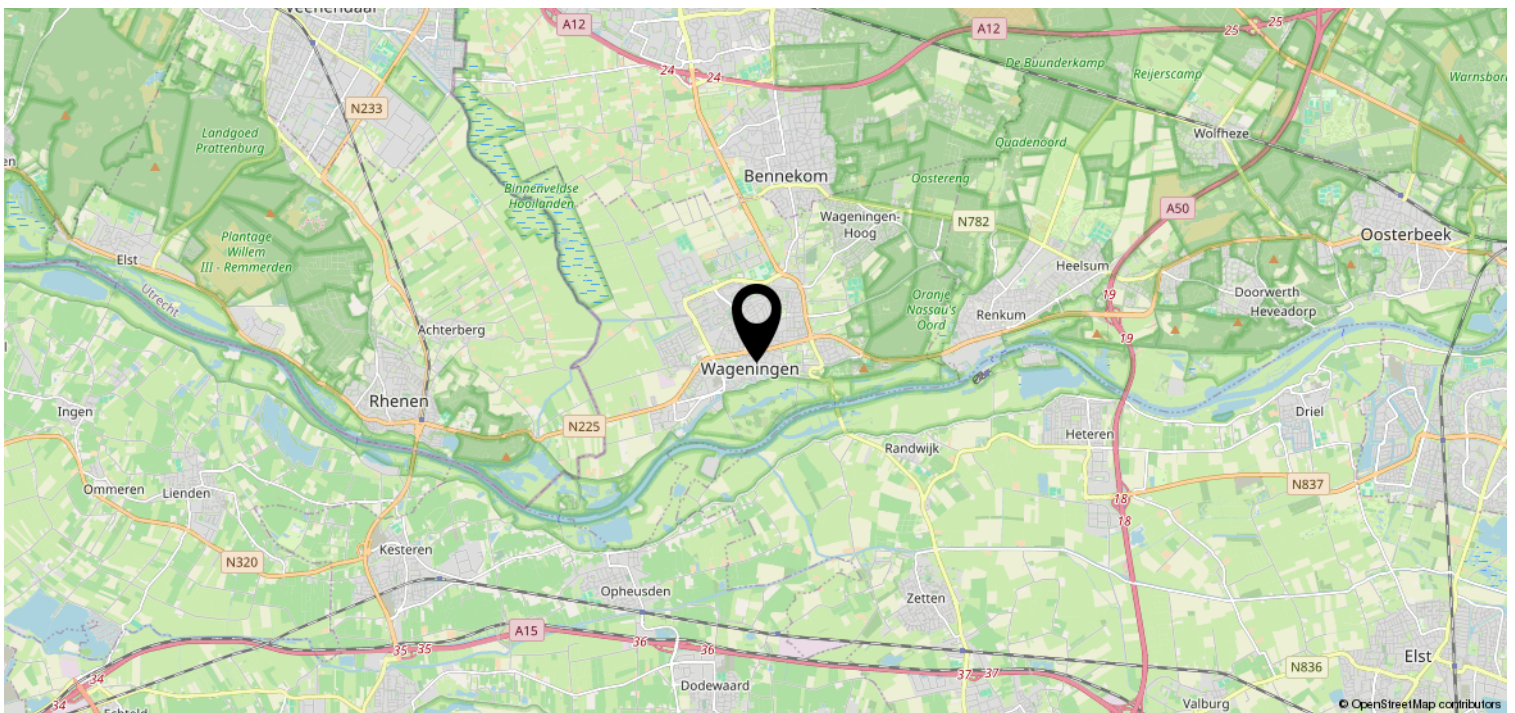 Veenendaal
A12
A12
25
25
24
24
De Buunderkamp
Reijerscamp
N233
Landgoed
Prattenburg
Wolfheze
Quadenoord
Bennekom
Oostereng
Binnenveldse
Hooilanden
A50
Wageningen-
Hoog
N782
Plantage
Willem
III - Remmerden
Oosterbeek
Elst
Heelsum
Utrecht
19
Doorwerth
Oranje
Nassau's
Oord
Heveadorp
Renkum
Achterberg
19
Wageningen
Rhenen
Ingen
Driel
N225
Heteren
Randwijk
Ommeren
Lienden
N837
18
18
Kesteren
N320
Opheusden
Zetten
A15
36
36
35
35
Elst
N836
37
37
34
34
Dodewaard
Valburg
© OpenStreetMap contributors